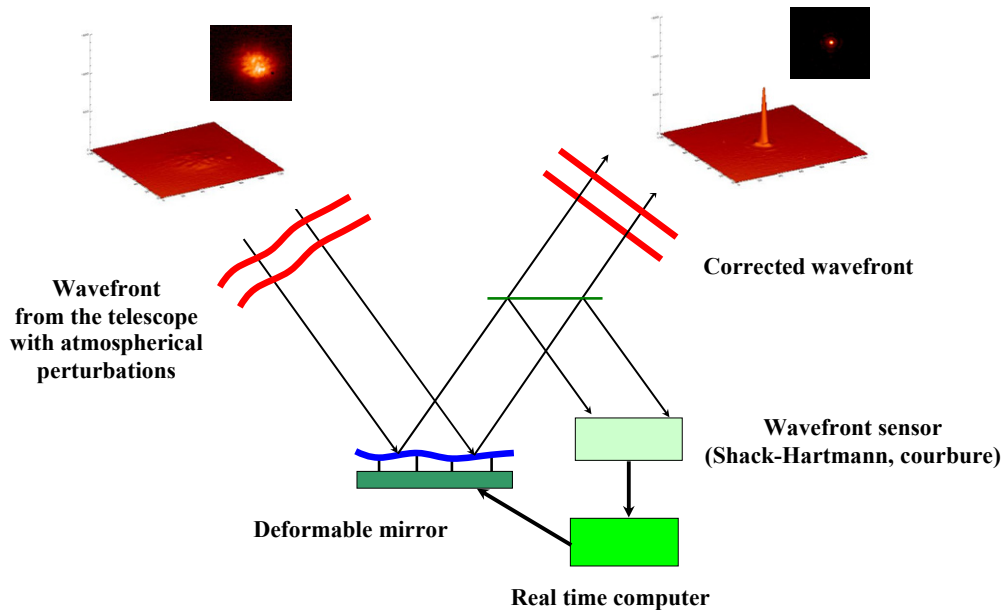 Wavefront
from the telescope
with atmospherical
perturbations
Corrected wavefront
Wavefront sensor
(Shack-Hartmann, courbure)
Deformable mirror
Real time computer